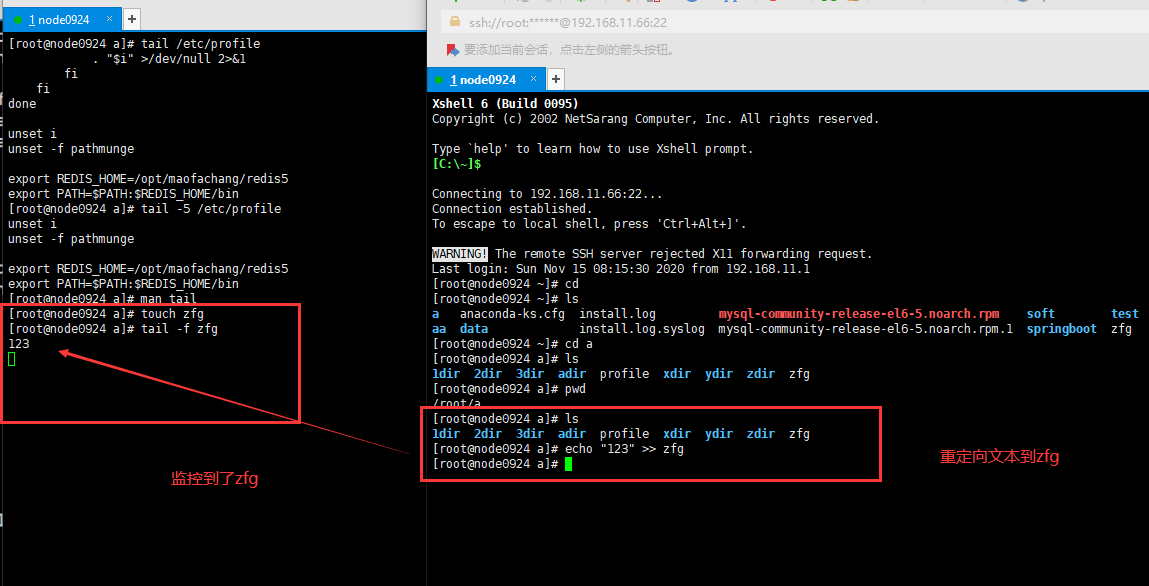 1 node0924 × +
[root@node0924 a]# tail /etc/profile
. "$i" >/dev/null 2>&1
fi
fi
done
unset i
unset -f pathmunge
export REDIS_HOME=/opt/maofachang/redis5
export PATH=$PATH:$REDIS_HOME/bin
[root@node0924 a]# tail -5 /etc/profile
unset i
unset -f pathmunge
export REDIS_HOME=/opt/maofachang/redis5
export PATH=$PATH:$REDIS_HOME/bin
[root@node0924 a]# man tail
[root@node0924 a]# touch zfg
[root@node0924 a]# tail -f zfg
123
监控到了zfg
ssh://root:******@192.168.11.66:22
要添加当前会话，点击左侧的箭头按钮。
1 node0924 × +
Xshell 6 (Build 0095)
Copyright (c) 2002 NetSarang Computer, Inc. All rights reserved.
Type `help' to learn how to use Xshell prompt.
[C:\~]$
Connecting to 192.168.11.66:22...
Connection established.
To escape to local shell, press 'Ctrl+Alt+]'.
WARNING! The remote SSH server rejected X11 forwarding request.
Last login: Sun Nov 15 08:15:30 2020 from 192.168.11.1
[root@node0924 ~]# cd
[root@node0924 ~]# ls
a anaconda-ks.cfg install.log mysql-community-release-el6-5.noarch.rpm soft test
aa data install.log.syslog mysql-community-release-el6-5.noarch.rpm.1 springboot zfg
[root@node0924 ~]# cd a
[root@node0924 a]# ls
1dir 2dir 3dir adir profile xdir ydir zdir zfg
[root@node0924 a]# pwd
/root/a
[root@node0924 a]# ls
1dir 2dir 3dir adir profile xdir ydir zdir zfg
[root@node0924 a]# echo "123" >> zfg
[root@node0924 a]#
重定向文本到zfg